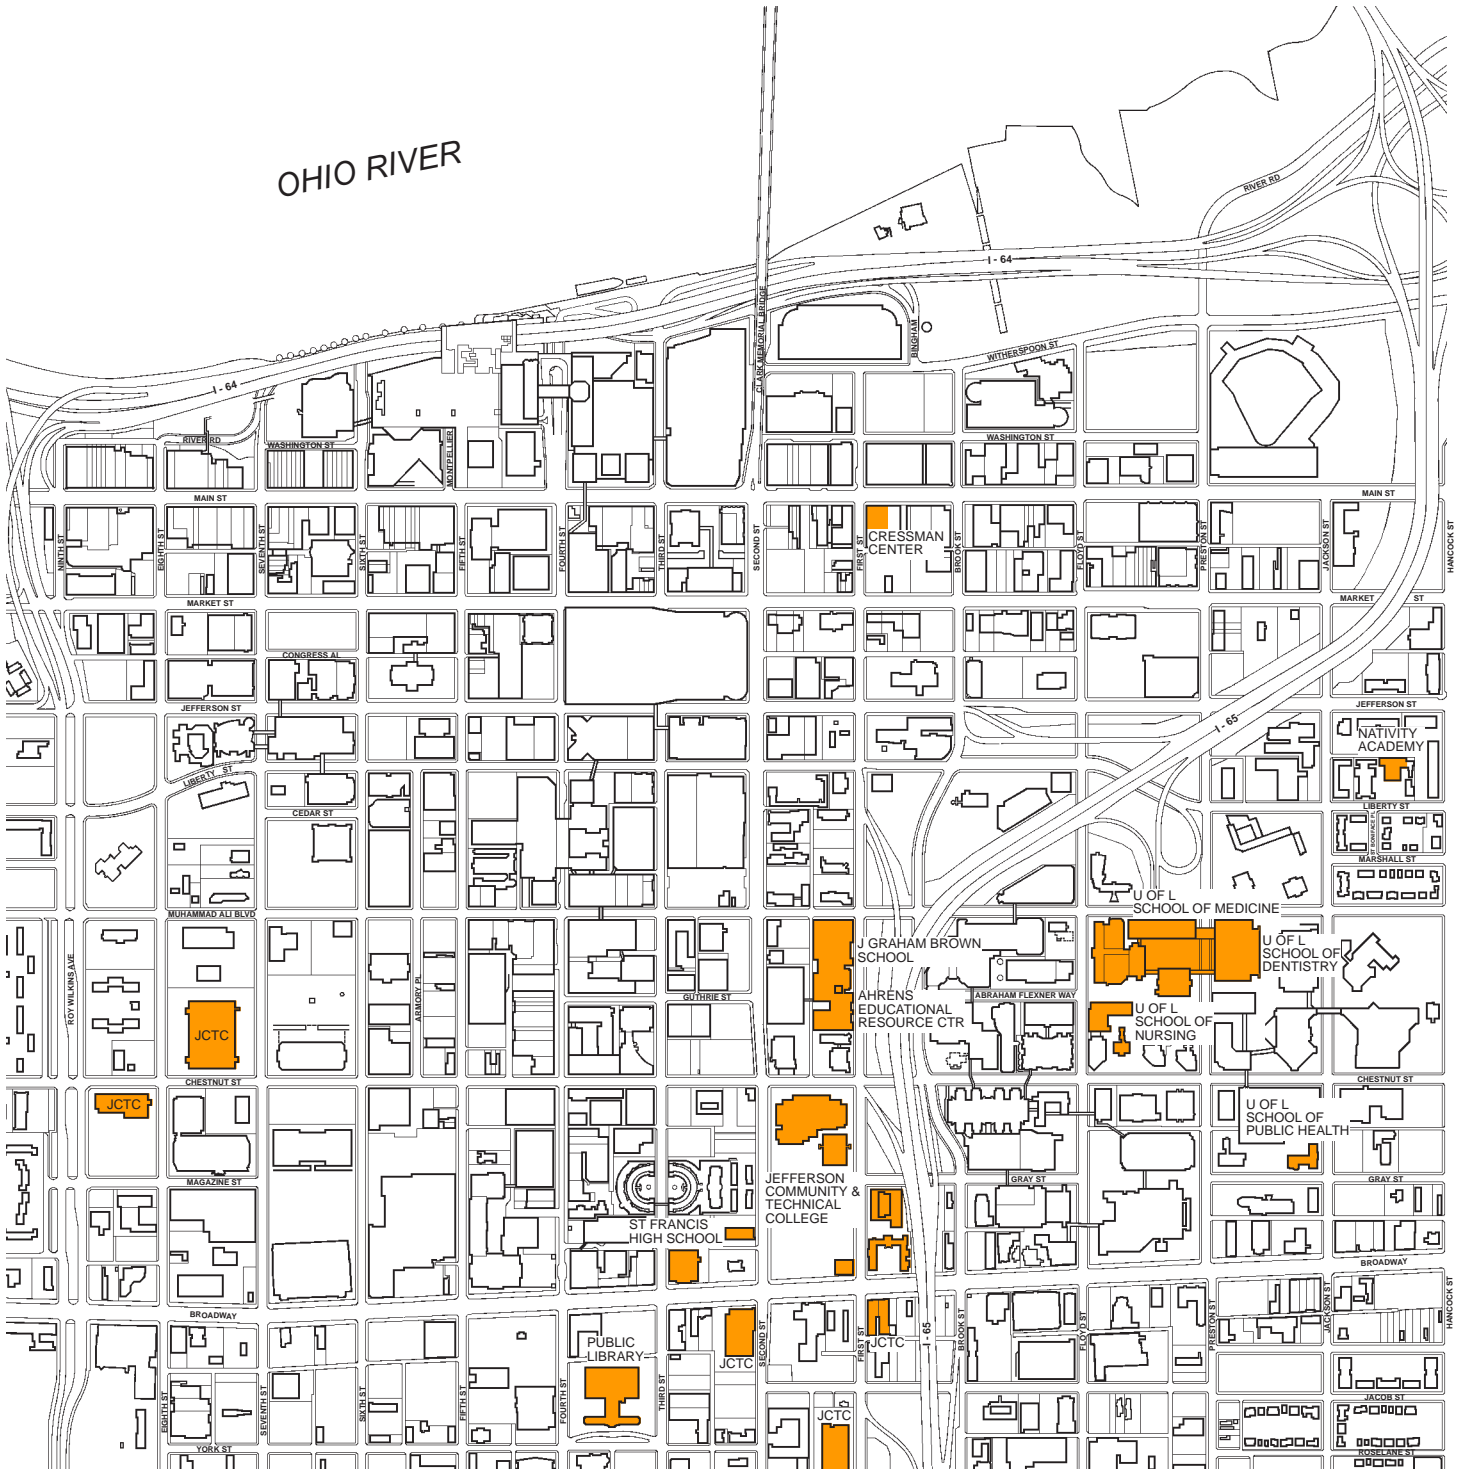 OHIO RIVER
RIVER RD
I - 64
CLARK MEMORIAL BRIDGE
BINGHAM
WITHERSPOON ST
I - 64
RIVER RD
WASHINGTON ST
MONTPELLIER
WASHINGTON ST
MAIN ST
MAIN ST
NINTH ST
EIGHTH ST
SEVENTH ST
SIXTH ST
FIFTH ST
FOURTH ST
THIRD ST
SECOND ST
FIRST ST
CRESSMAN
CENTER
BROOK ST
FLOYD ST
PRESTON ST
JACKSON ST
HANCOCK ST
MARKET ST
MARKET ST
CONGRESS AL
JEFFERSON ST
JEFFERSON ST
I - 65
NATIVITY
ACADEMY
LIBERTY ST
LIBERTY ST
CEDAR ST
ST BONIFACE PL
MARSHALL ST
MUHAMMAD ALI BLVD
U OF L
SCHOOL OF MEDICINE
J GRAHAM BROWN
SCHOOL
U OF L
SCHOOL OF
DENTISTRY
ROY WILKINS AVE
ARMORY PL
GUTHRIE ST
AHRENS
EDUCATIONAL
RESOURCE CTR
ABRAHAM FLEXNER WAY
U OF L
SCHOOL OF
NURSING
JCTC
CHESTNUT ST
CHESTNUT ST
JCTC
U OF L
SCHOOL OF
PUBLIC HEALTH
MAGAZINE ST
JEFFERSON
COMMUNITY &
TECHNICAL
COLLEGE
GRAY ST
GRAY ST
ST FRANCIS
HIGH SCHOOL
BROADWAY
BROADWAY
HANCOCK ST
JACKSON ST
PRESTON ST
FLOYD ST
BROOK ST
I - 65
FIRST ST
JCTC
SECOND ST
JCTC
PUBLIC
LIBRARY
THIRD ST
FOURTH ST
FIFTH ST
SIXTH ST
SEVENTH ST
EIGHTH ST
JACOB ST
JCTC
YORK ST
ROSELANE ST